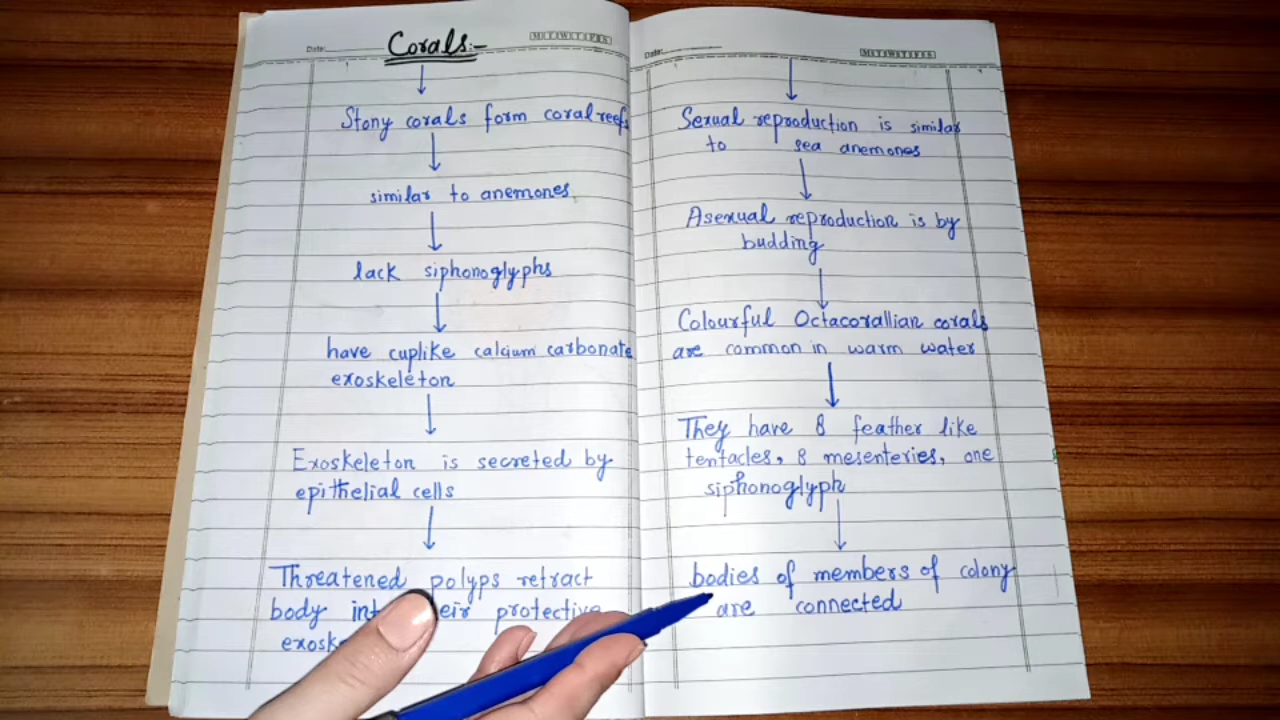 Date:
Corals:-
M T W T F S S
Stony corals form coral reefs
similar to anemones
lack siphonoglyphs
have cuplike calcium carbonate
exoskeleton
Exoskeleton is secreted by
epithelial cells
Threatened polyps retract
body protective
Date:
M T W T F S S
Sexual reproduction is similar
to sea anemones
Asexual reproduction is by
budding
Colourful Octacorallian corals
are common in warm water
They have 8 feather like
tentacles, 8 mesenteries, one
siphonoglyph
bodies of members of colony
are connected